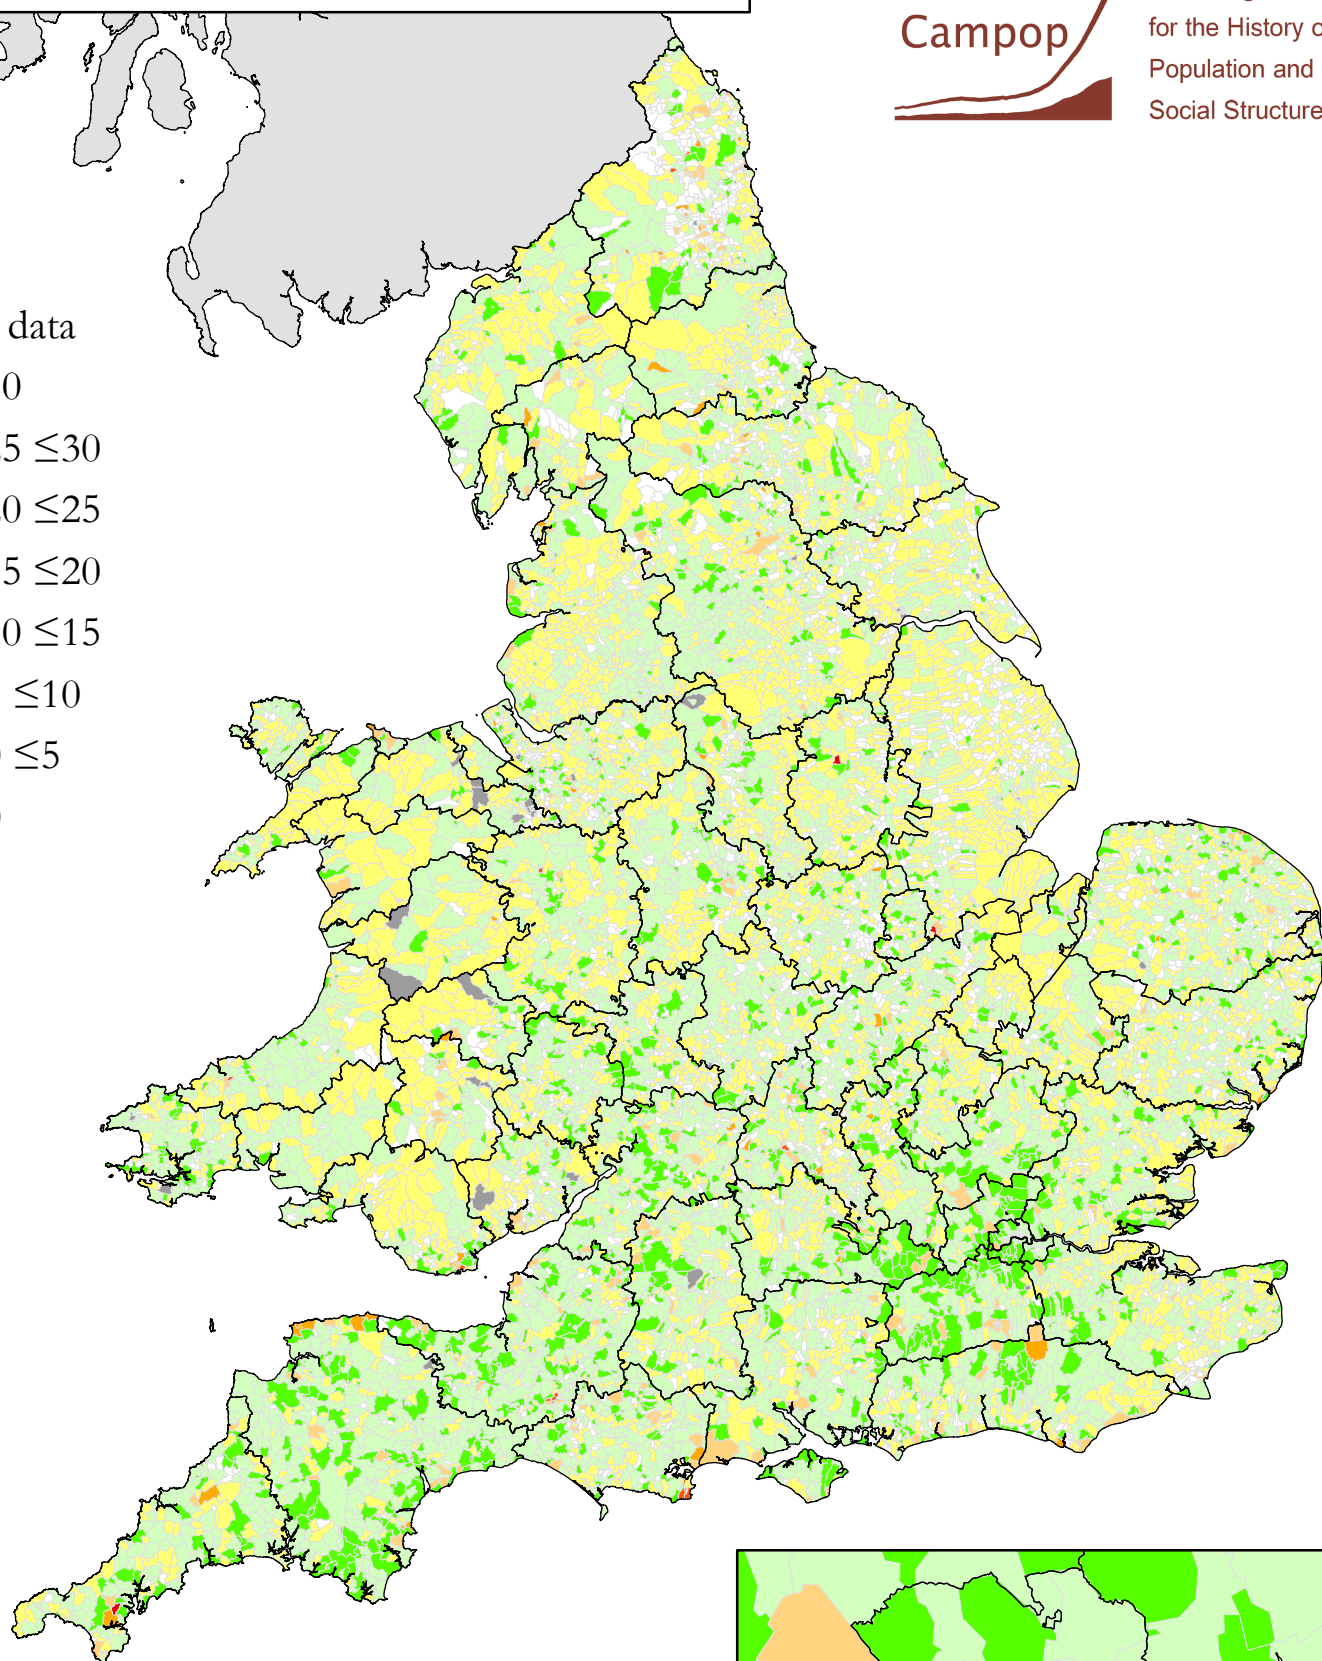 Campop
for the History o
Population and
Social Structure
data
0
5 ≤30
0 ≤25
5 ≤20
0 ≤15
≤10
≤5